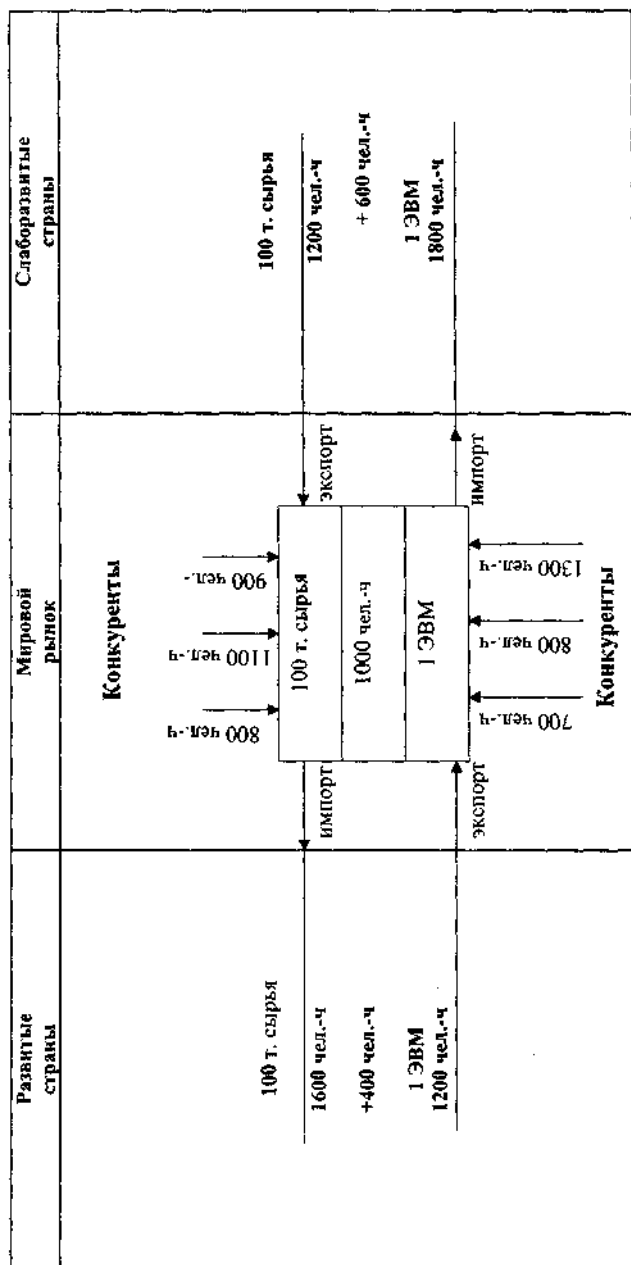 Развитые
страны
Мировой
рынок
Слаборазвитые
страны
Конкуренты
800 чел.-ч
1100 чел.-ч
900 чел.-
100 т. сырья
1600 чел.-ч
+400 чел.-ч
1 ЭВМ
1200 чел.-ч
импорт
экспорт
100 т. сырья
1000 чел.-ч
1 ЭВМ
экспорт
импорт
100 т. сырья
1200 чел.-ч
+ 600 чел.-ч
1 ЭВМ
1800 чел.-ч
700 чел.-ч
800 чел.-ч
1300 чел.-ч
Конкуренты